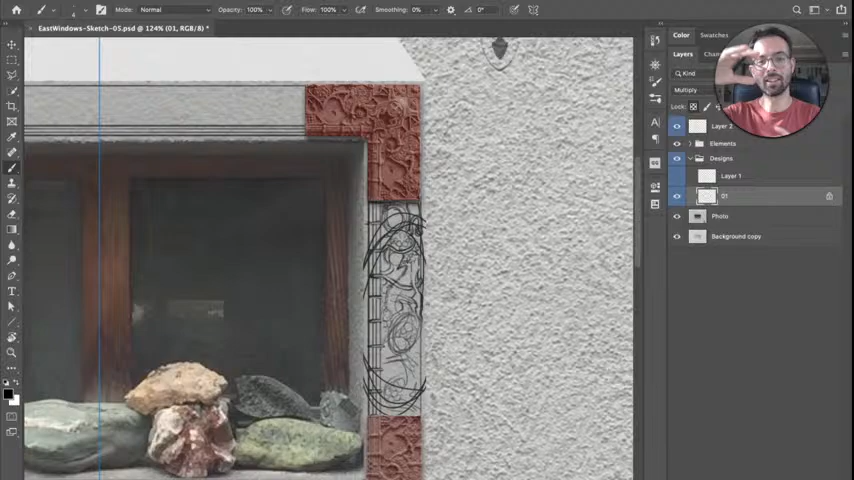 Mode: Normal Opacity: 100% Flow: 100% Smoothing: 0% 0°
EastWindows-Sketch-05.psd @ 124% (01, RGB/8) *
Color Swatches
Layers
Kind
Multiply
Lock:
Layer 2
Elements
Designs
Layer 1
01
Photo
Background copy